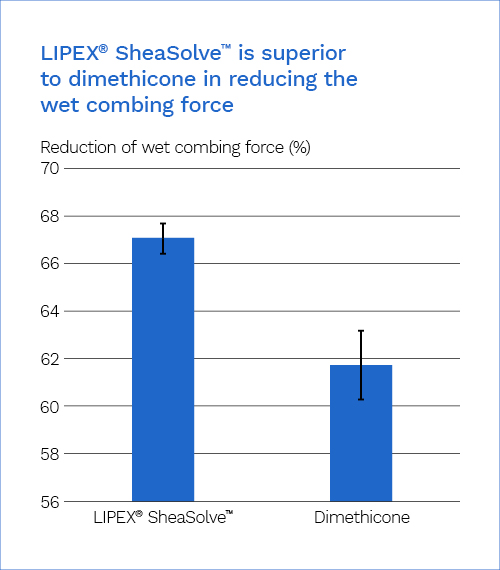 LIPEX® SheaSolve™ is superior
to dimethicone in reducing the
wet combing force
Reduction of wet combing force (%)
70
68
66
64
62
60
58
56
LIPEX® SheaSolve™ Dimethicone